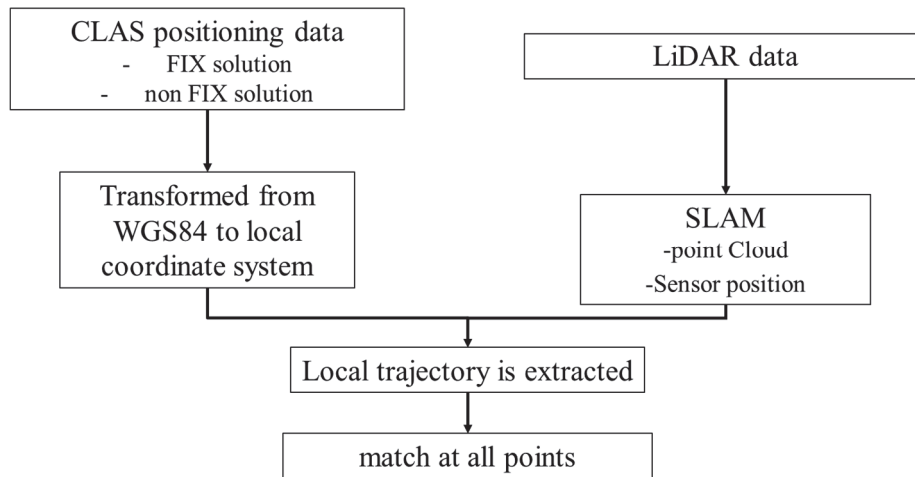 CLAS positioning data
- FIX solution
- non FIX solution
LiDAR data
Transformed from
WGS84 to local
coordinate system
SLAM
-point Cloud
-Sensor position
Local trajectory is extracted
match at all points